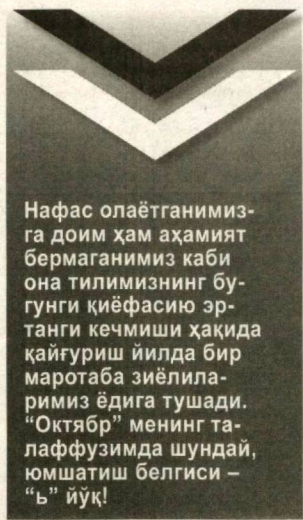 Нафас олаётганимиз-
га доим ҳам аҳамият
бермаганимиз каби
она тилимизнинг бу-
гунги қиёфасию эр-
танги кечмиши ҳақида
қайғуриш йилда бир
маротаба зиёлила-
римиз ёдига тушади.
“Октябр” менинг та-
лаффузимда шундай,
юмшатиш белгиси –
“ь” йўқ!